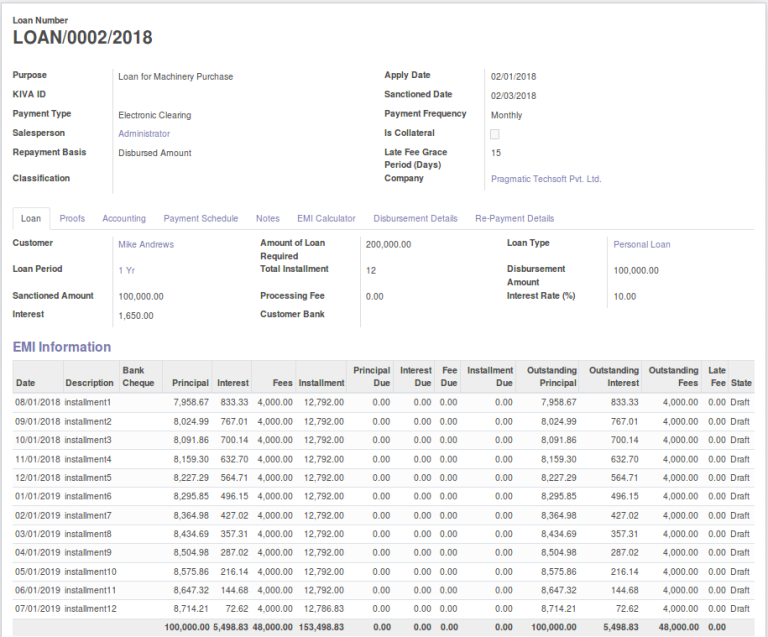 Loan Number
LOAN/0002/2018
Purpose Loan for Machinery Purchase Apply Date 02/01/2018
KIVA ID Sanctioned Date 02/03/2018
Payment Type Electronic Clearing Payment Frequency Monthly
Salesperson Administrator Is Collateral
Repayment Basis Disbursed Amount Late Fee Grace 15
Period (Days)
Classification Company Pragmatic Techsoft Pvt. Ltd.
Loan Proofs Accounting Payment Schedule Notes EMI Calculator Disbursement Details Re-Payment Details
Customer Mike Andrews Amount of Loan 200,000.00 Loan Type Personal Loan
Required
Loan Period 1 Yr Total Installment 12 Disbursement 100,000.00
Amount
Sanctioned Amount 100,000.00 Processing Fee 0.00 Interest Rate (%) 10.00
Interest 1,650.00 Customer Bank
EMI Information
Bank Principal Interest Fee Installment Outstanding Outstanding Outstanding Late
Date Description Cheque Principal Interest Fees Installment Due Due Due Due Principal Interest Fees Fee State
08/01/2018 installment1 7,958.67 833.33 4,000.00 12,792.00 0.00 0.00 0.00 0.00 7,958.67 833.33 4,000.00 0.00 Draft
09/01/2018 installment2 8,024.99 767.01 4,000.00 12,792.00 0.00 0.00 0.00 0.00 8,024.99 767.01 4,000.00 0.00 Draft
10/01/2018 installment3 8,091.86 700.14 4,000.00 12,792.00 0.00 0.00 0.00 0.00 8,091.86 700.14 4,000.00 0.00 Draft
11/01/2018 installment4 8,159.30 632.70 4,000.00 12,792.00 0.00 0.00 0.00 0.00 8,159.30 632.70 4,000.00 0.00 Draft
12/01/2018 installment5 8,227.29 564.71 4,000.00 12,792.00 0.00 0.00 0.00 0.00 8,227.29 564.71 4,000.00 0.00 Draft
01/01/2019 installment6 8,295.85 496.15 4,000.00 12,792.00 0.00 0.00 0.00 0.00 8,295.85 496.15 4,000.00 0.00 Draft
02/01/2019 installment7 8,364.98 427.02 4,000.00 12,792.00 0.00 0.00 0.00 0.00 8,364.98 427.02 4,000.00 0.00 Draft
03/01/2019 installment8 8,434.69 357.31 4,000.00 12,792.00 0.00 0.00 0.00 0.00 8,434.69 357.31 4,000.00 0.00 Draft
04/01/2019 installment9 8,504.98 287.02 4,000.00 12,792.00 0.00 0.00 0.00 0.00 8,504.98 287.02 4,000.00 0.00 Draft
05/01/2019 installment10 8,575.86 216.14 4,000.00 12,792.00 0.00 0.00 0.00 0.00 8,575.86 216.14 4,000.00 0.00 Draft
06/01/2019 installment11 8,647.32 144.68 4,000.00 12,792.00 0.00 0.00 0.00 0.00 8,647.32 144.68 4,000.00 0.00 Draft
07/01/2019 installment12 8,714.21 72.62 4,000.00 12,786.83 0.00 0.00 0.00 0.00 8,714.21 72.62 4,000.00 0.00 Draft
100,000.00 5,498.83 48,000.00 153,498.83 0.00 0.00 0.00 0.00 100,000.00 5,498.83 48,000.00 0.00